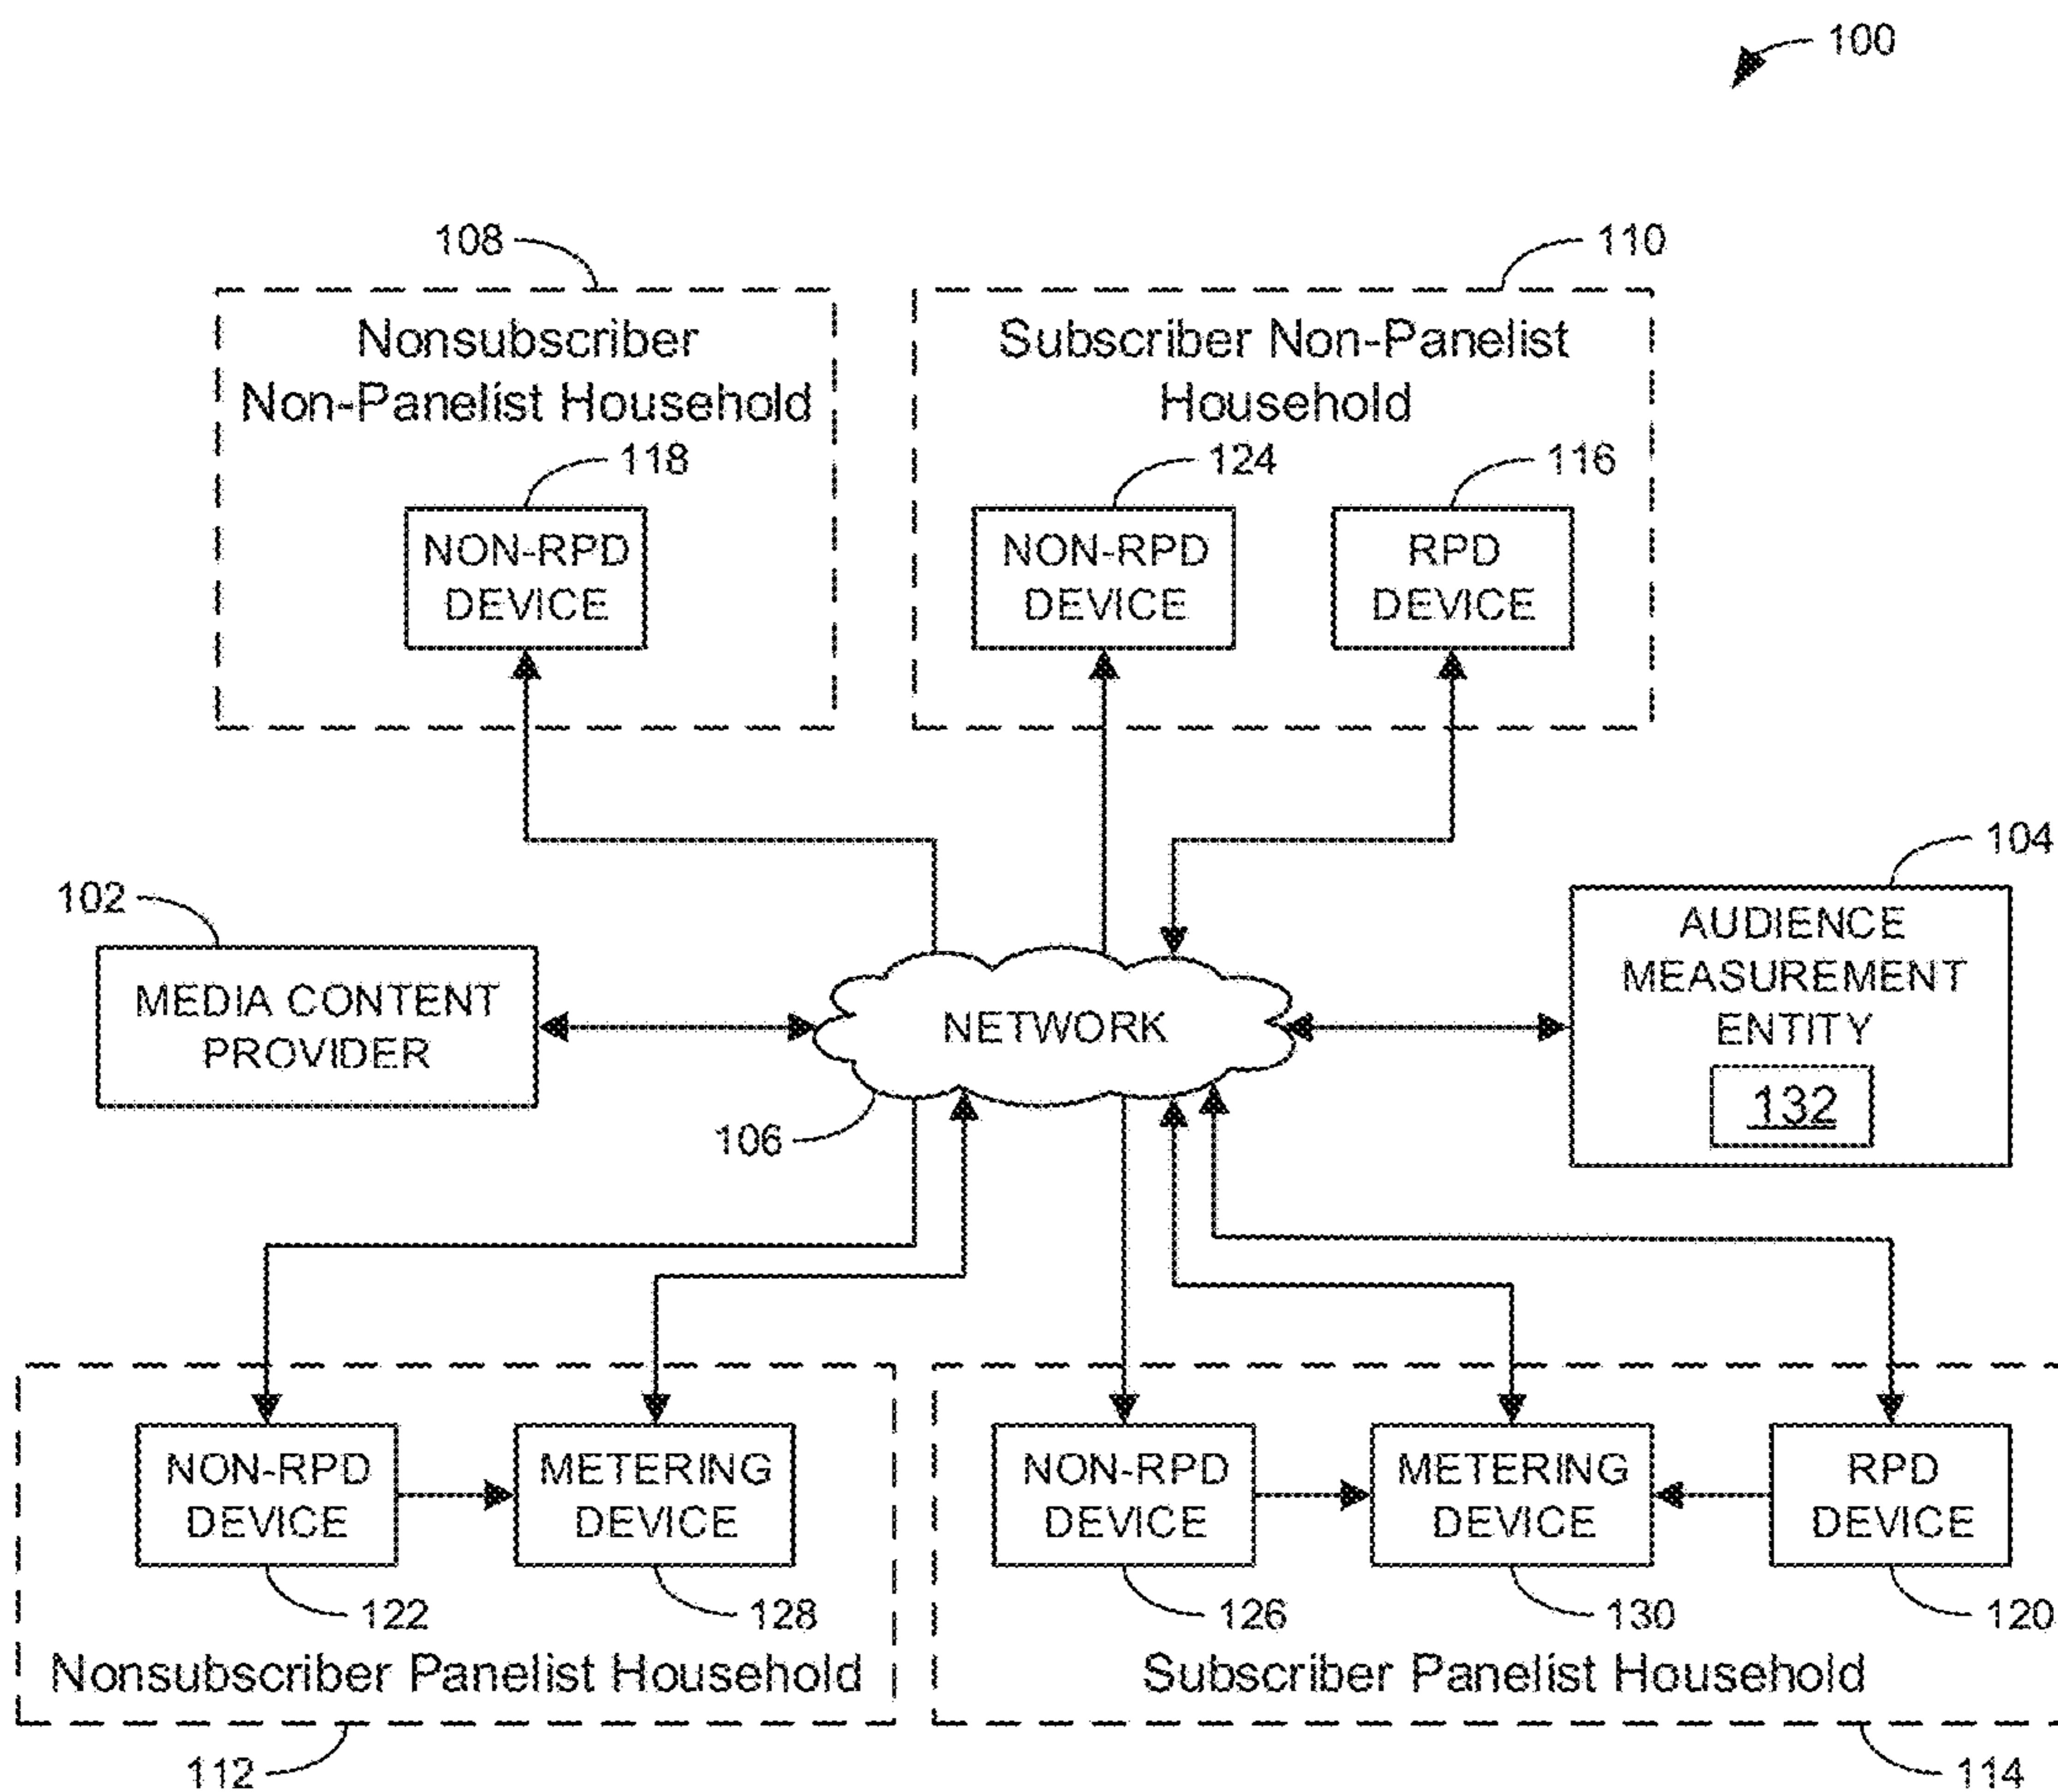 100
108
110
Nonsubscriber
Non-Panelist Household
Subscriber Non-Panelist
Household
118
124
116
NON-RPD
DEVICE
NON-RPD
DEVICE
RPD
DEVICE
104
102
MEDIA CONTENT
PROVIDER
NETWORK
AUDIENCE
MEASUREMENT
ENTITY
132
106
NON-RPD
DEVICE
METERING
DEVICE
NON-RPD
DEVICE
METERING
DEVICE
RPD
DEVICE
122
128
126
130
120
Nonsubscriber Panelist Household
Subscriber Panelist Household
112
114